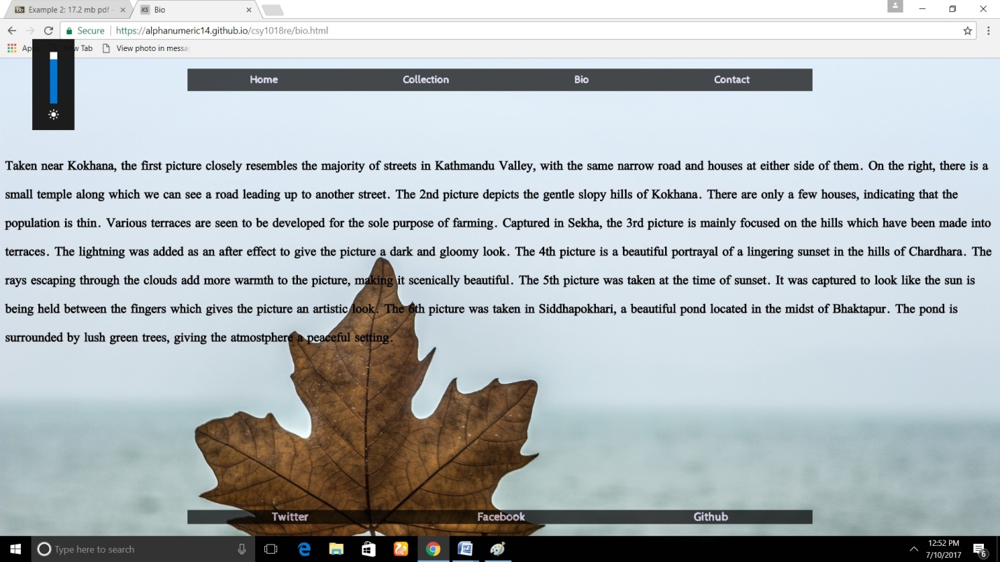 Example 2: 17.2 mb pdf -
KS Bio
Secure https://alphanumeric14.github.io/csy1018re/bio.html
Tab View photo in messa
Home Collection Bio Contact
Taken near Kokhana, the first picture closely resembles the majority of streets in Kathmandu Valley, with the same narrow road and houses at either side of them. On the right, there is a
small temple along which we can see a road leading up to another street. The 2nd picture depicts the gentle slopy hills of Kokhana. There are only a few houses, indicating that the
population is thin. Various terraces are seen to be developed for the sole purpose of farming. Captured in Sekha, the 3rd picture is mainly focused on the hills which have been made into
terraces. The lightning was added as an after effect to give the picture a dark and gloomy look. The 4th picture is a beautiful portrayal of a lingering sunset in the hills of Chardhara. The
rays escaping through the clouds add more warmth to the picture, making it scenically beautiful. The 5th picture was taken at the time of sunset. It was captured to look like the sun is
being held between the fingers which gives the picture an artistic look. The 6th picture was taken in Siddhapokhari, a beautiful pond located in the midst of Bhaktapur. The pond is
surrounded by lush green trees, giving the atmostphere a peaceful setting.
Twitter Facebook Github
Type here to search
12:52 PM
7/10/2017
6